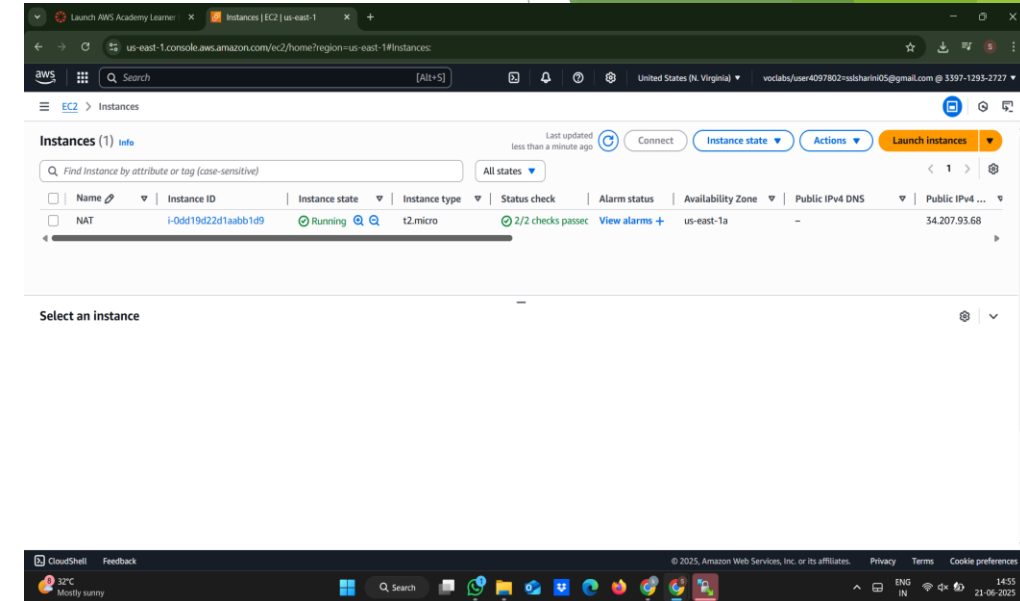 Launch AWS Academy Learner
Instances | EC2 | us-east-1
us-east-1.console.aws.amazon.com/ec2/home?region=us-east-1#Instances:
S
aws
Search
[Alt+S]
United States (N. Virginia)
voclabs/user4097802=sslsharini05@gmail.com @ 3397-1293-2727
EC2 > Instances
Instances (1) Info
Last updated
less than a minute ago
Connect
Instance state
Actions
Launch instances
Find Instance by attribute or tag (case-sensitive)
All states
1
Name
Instance ID
Instance state
Instance type
Status check
Alarm status
Availability Zone
Public IPv4 DNS
Public IPv4 ...
NAT
i-0dd19d22d1aabb1d9
Running
t2.micro
2/2 checks passec
View alarms +
us-east-1a
–
34.207.93.68
Select an instance
CloudShell
Feedback
© 2025, Amazon Web Services, Inc. or its affiliates.
Privacy
Terms
Cookie preferences
8
32°C
Mostly sunny
Search
ENG
IN
14:55
21-06-2025